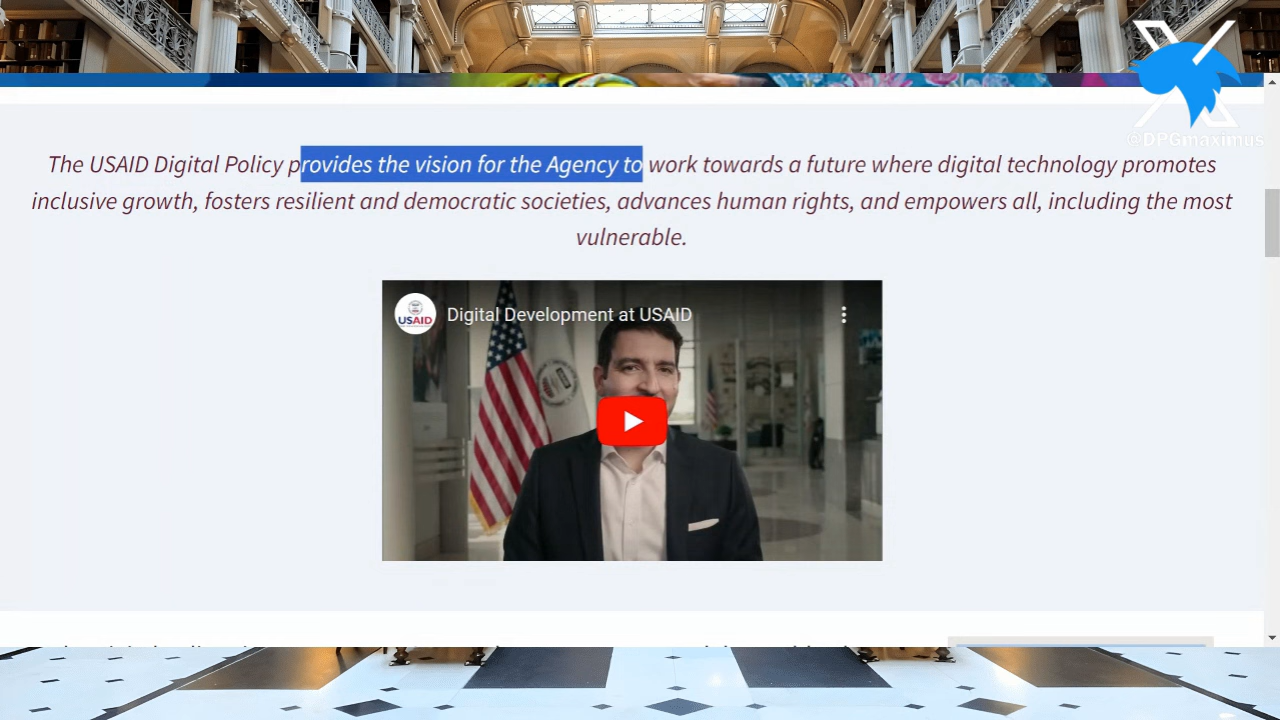 @DPGmaximus
The USAID Digital Policy provides the vision for the Agency to work towards a future where digital technology promotes
inclusive growth, fosters resilient and democratic societies, advances human rights, and empowers all, including the most
vulnerable.
USAID
Digital Development at USAID